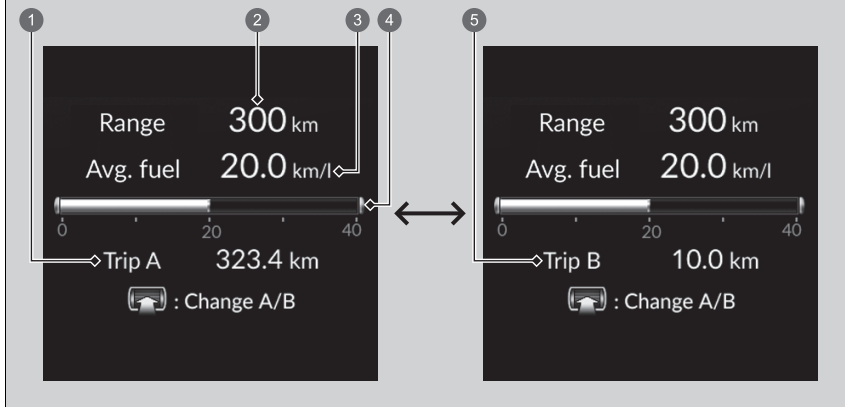 1 2 3 4 5
Range 300 km
Avg. fuel 20.0 km/l
0 20 40
Trip A 323.4 km
: Change A/B
Range 300 km
Avg. fuel 20.0 km/l
0 20 40
Trip B 10.0 km
: Change A/B